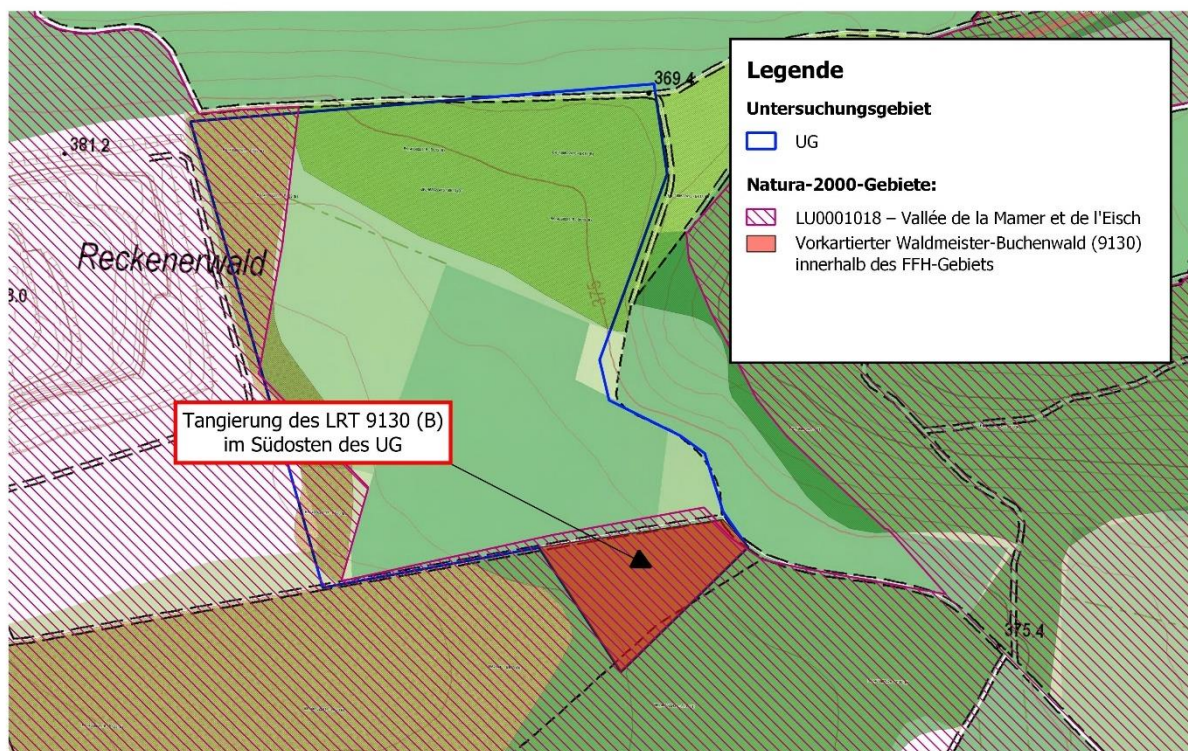 369.4
381.2
Reckenerwald
3.0
375
Tangierung des LRT 9130 (B)
im Südosten des UG
375.4
Legende
Untersuchungsgebiet
UG
Natura-2000-Gebiete:
LU0001018 – Vallée de la Mamer et de l'Eisch
Vorkartierter Waldmeister-Buchenwald (9130)
innerhalb des FFH-Gebiets